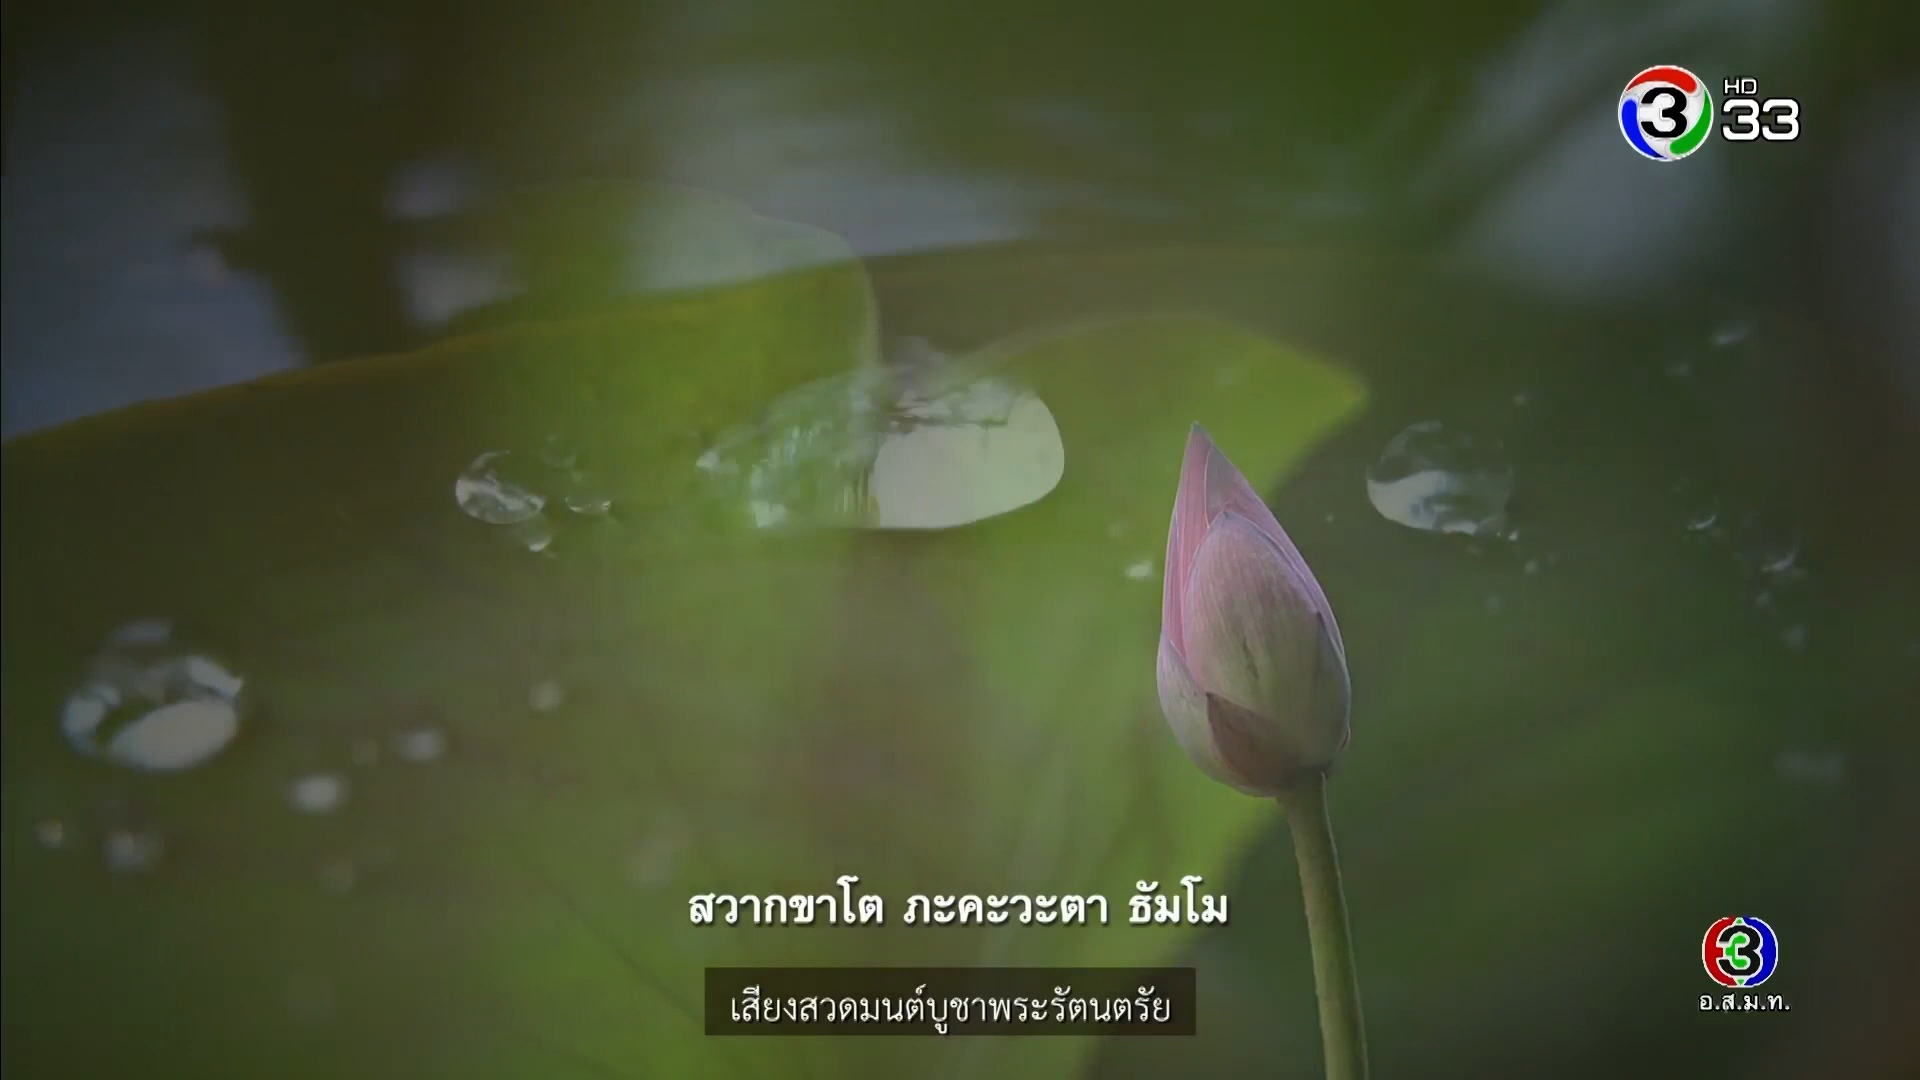 3 HD
33
สวากขาโต ภะคะวะตา ธัมโม
เสียงสวดมนต์บูชาพระรัตนตรัย
3
อ.ส.ม.ท.